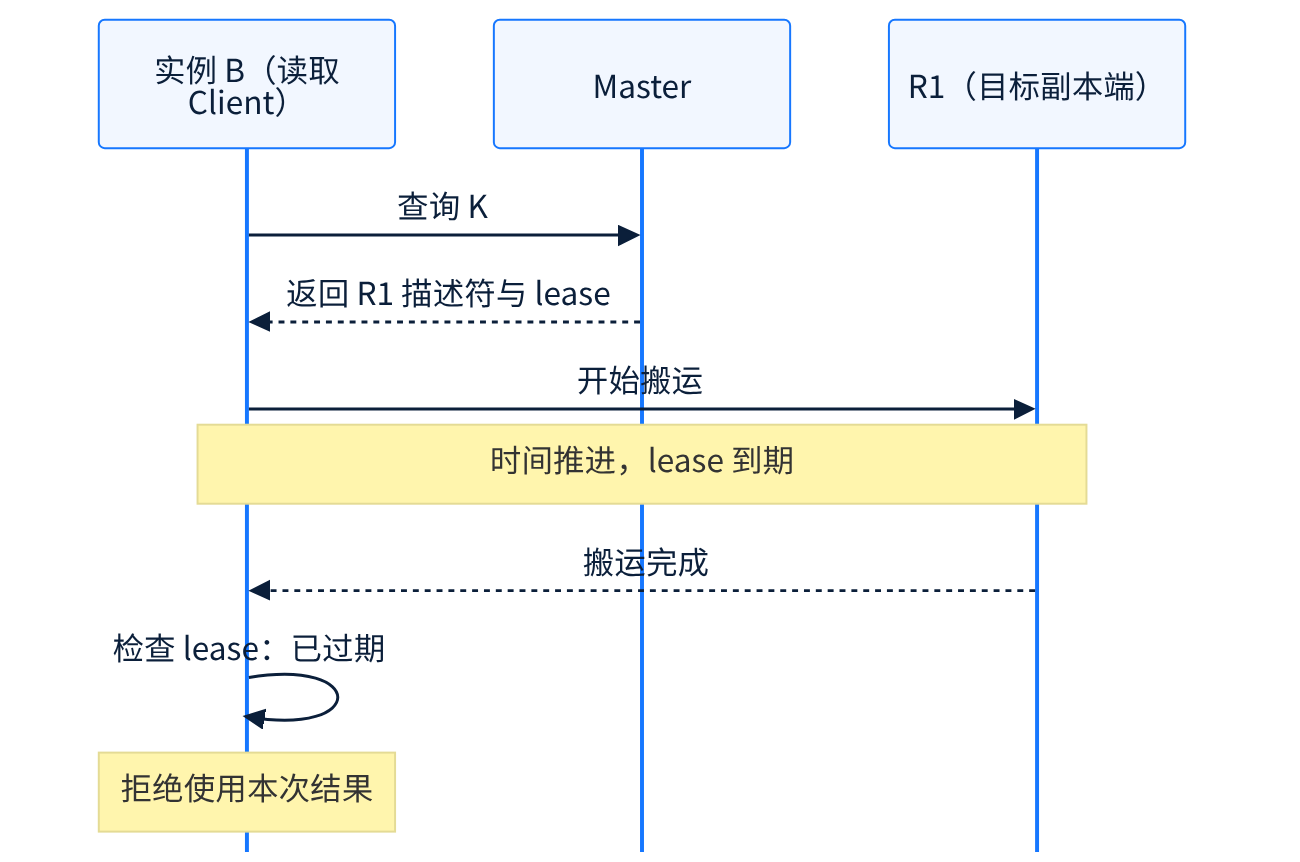 实例 B（读取
Client）
Master
R1（目标副本端）
查询 K
返回 R1 描述符与 lease
开始搬运
时间推进，lease 到期
搬运完成
检查 lease：已过期
拒绝使用本次结果